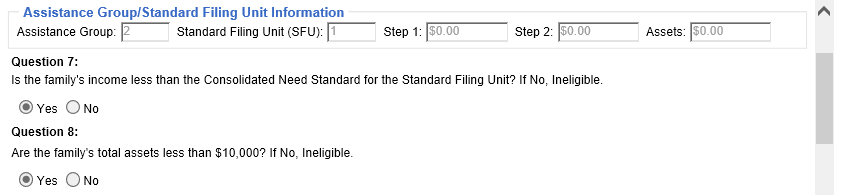 Assistance Group/Standard Filing Unit Information
Assistance Group: 2 Standard Filing Unit (SFU): 1 Step 1: $0.00 Step 2: $0.00 Assets: $0.00
Question 7:
Is the family's income less than the Consolidated Need Standard for the Standard Filing Unit? If No, Ineligible.
Yes No
Question 8:
Are the family's total assets less than $10,000? If No, Ineligible.
Yes No